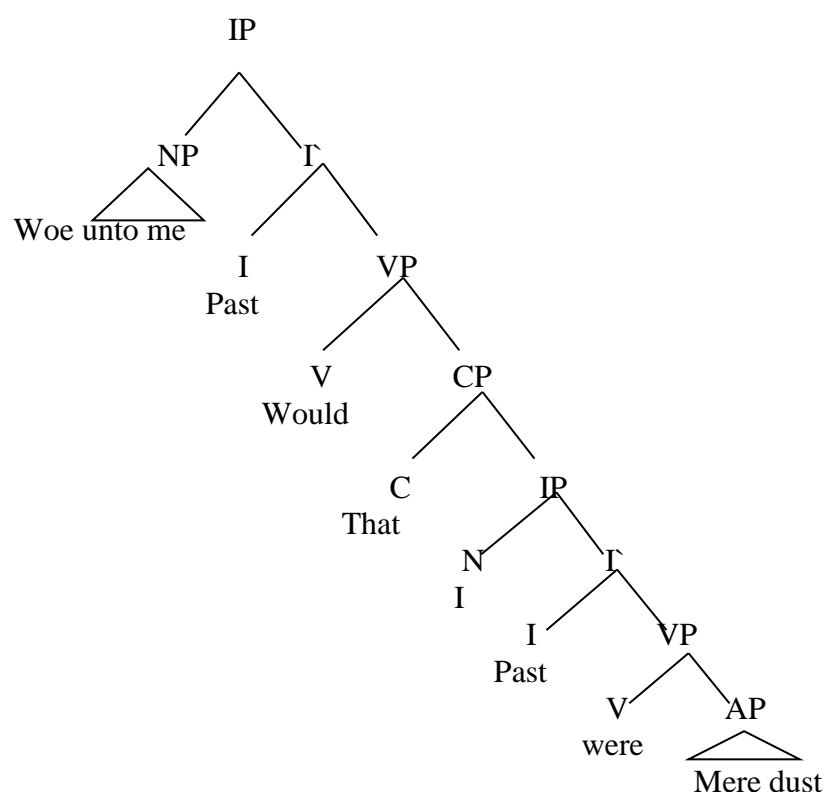 IP
NP I`
Woe unto me
I VP
Past
V CP
Would
C IP
That
N I`
I
I VP
Past
V AP
were
Mere dust